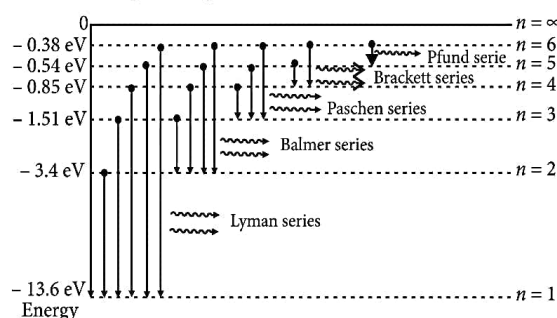 0 n = ∞
− 0.38 eV n = 6
Pfund serie
− 0.54 eV n = 5
Brackett series
− 0.85 eV n = 4
Paschen series
− 1.51 eV n = 3
Balmer series
− 3.4 eV n = 2
Lyman series
− 13.6 eV n = 1
Energy